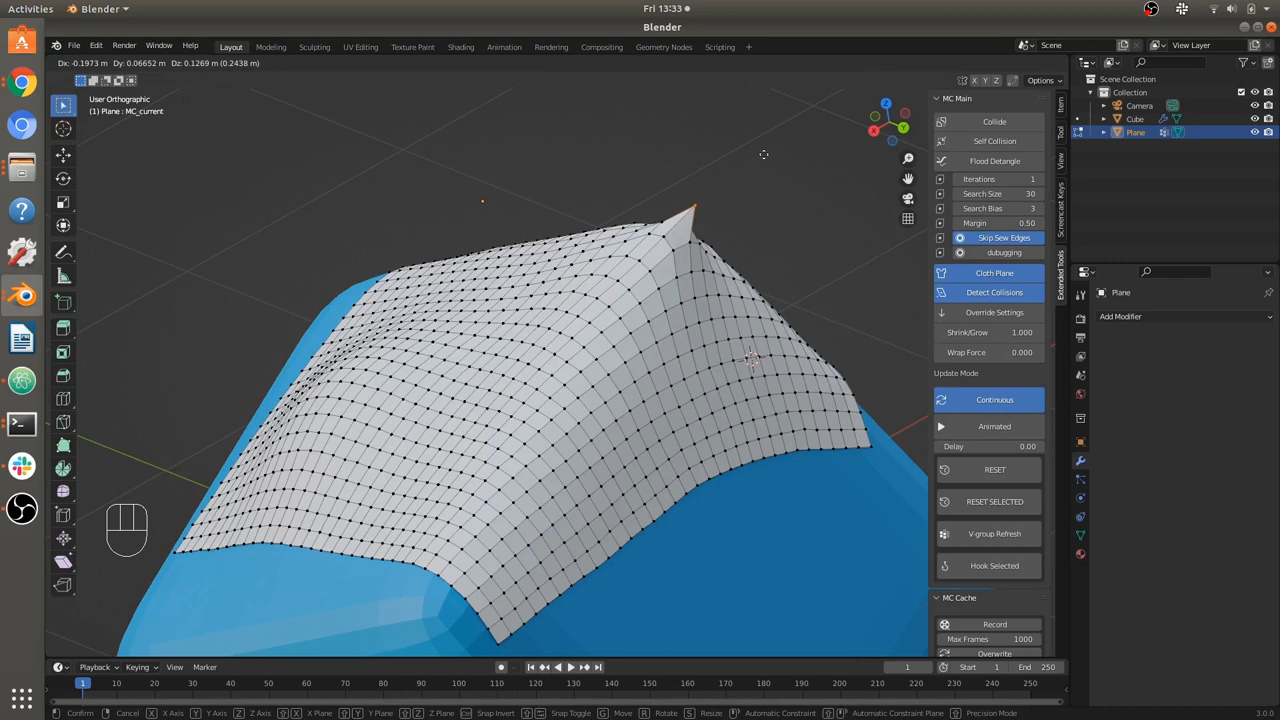 Activities
Blender
Fri 13:33
Blender
File Edit Render Window Help
Layout Modeling Sculpting UV Editing Texture Paint Shading Animation Rendering Compositing Geometry Nodes Scripting +
Scene
View Layer
Dx: -0.1973 m Dy: 0.06652 m Dz: 0.1269 m (0.2438 m)
X Y Z Options
User Orthographic
(1) Plane : MC_current
Z
X
Y
MC Main
Collide
Self Collision
Flood Detangle
Iterations 1
Search Size 30
Search Bias 3
Margin 0.50
Skip Sew Edges
dubugging
Cloth Plane
Detect Collisions
Override Settings
Shrink/Grow 1.000
Wrap Force 0.000
Update Mode
Continuous
Animated
Delay 0.00
RESET
RESET SELECTED
V-group Refresh
Hook Selected
MC Cache
Record
Max Frames 1000
Overwrite
Item
Tool
View
Screencast Keys
Extended Tools
Scene Collection
Collection
Camera
Cube
Plane
Plane
Add Modifier
Playback Keying View Marker
1 Start 1 End 250
1 10 20 30 40 50 60 70 80 90 100 110 120 130 140 150 160 170 180 190 200 210 220 230 240 250
Confirm Cancel X X Axis Y Y Axis Z Z Axis X X Plane Y Y Plane Z Z Plane Ctrl Snap Invert Snap Toggle G Move R Rotate S Resize Automatic Constraint Automatic Constraint Plane Precision Mode